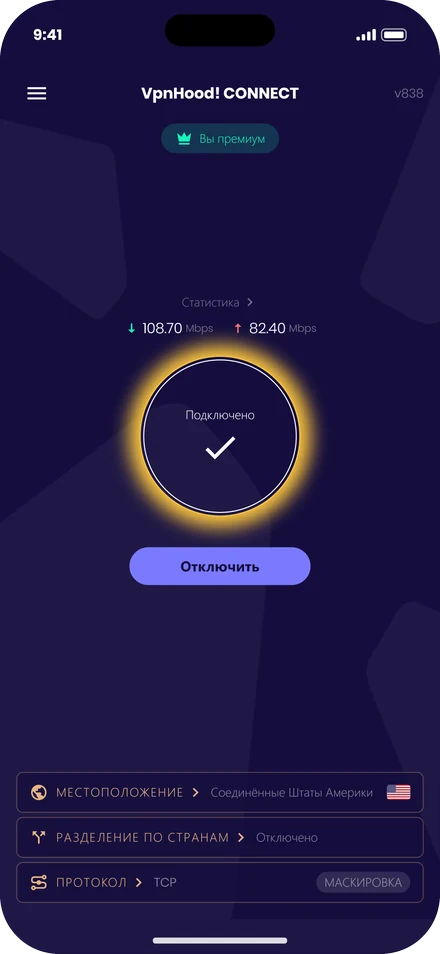 9:41
VpnHood! CONNECT v838
Вы премиум
Статистика
108.70 Mbps 82.40 Mbps
Подключено
Отключить
МЕСТОПОЛОЖЕНИЕ Соединённые Штаты Америки
РАЗДЕЛЕНИЕ ПО СТРАНАМ Отключено
ПРОТОКОЛ TCP МАСКИРОВКА